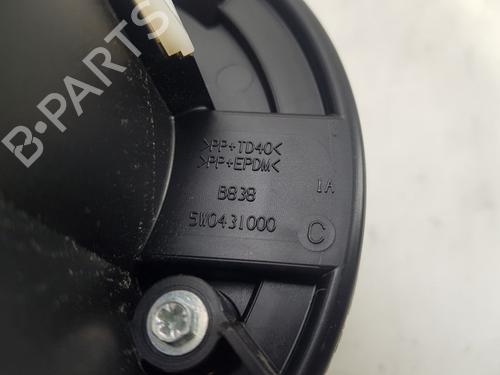 B-PARTS
>PP+TD40<
>PP+EPDM<
1A
B838
5W0431000
C